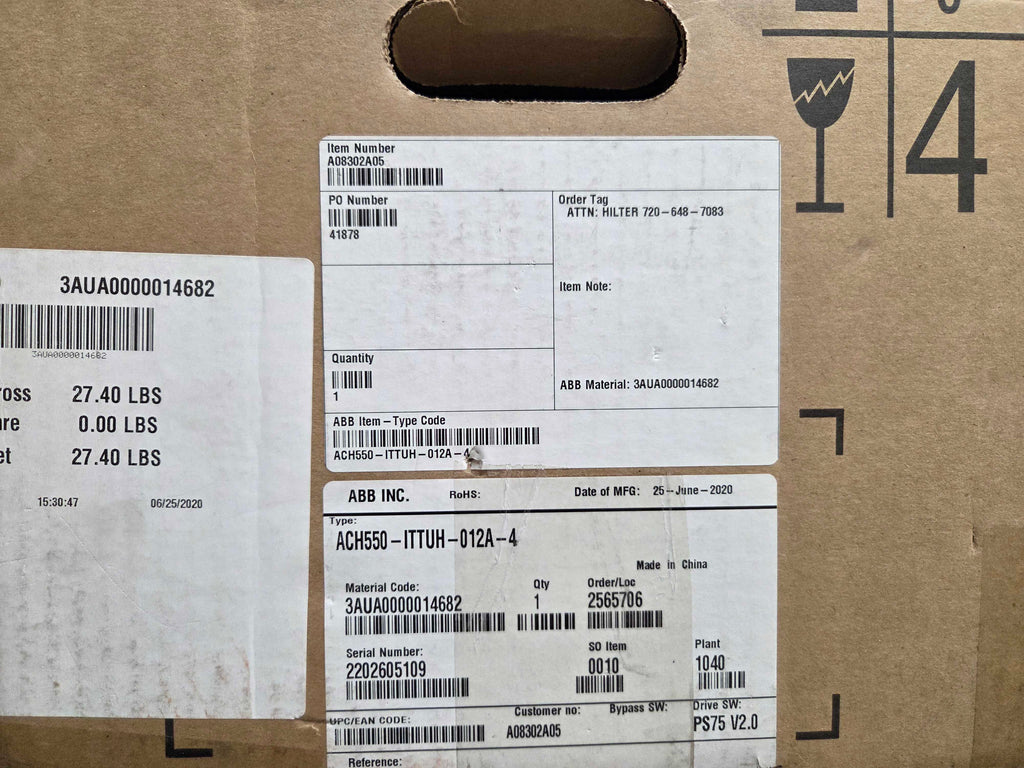 4
Item Number
A08302A05
PO Number
41878
Order Tag
ATTN: HILTER 720-648-7083
Item Note:
Quantity
1
ABB Material: 3AUA0000014682
ABB Item-Type Code
ACH550-ITTUH-012A-4
3AUA0000014682
3AUA0000014682
27.40 LBS
0.00 LBS
27.40 LBS
15:30:47 06/25/2020
ABB INC. RoHS: Date of MFG: 25-June-2020
Type:
ACH550-ITTUH-012A-4
Made in China
Material Code: Qty Order/Loc
3AUA0000014682 1 2565706
Serial Number: SO Item Plant
2202605109 0010 1040
UPC/EAN CODE: Customer no: Bypass SW: Drive SW:
A08302A05 PS75 V2.0
Reference: